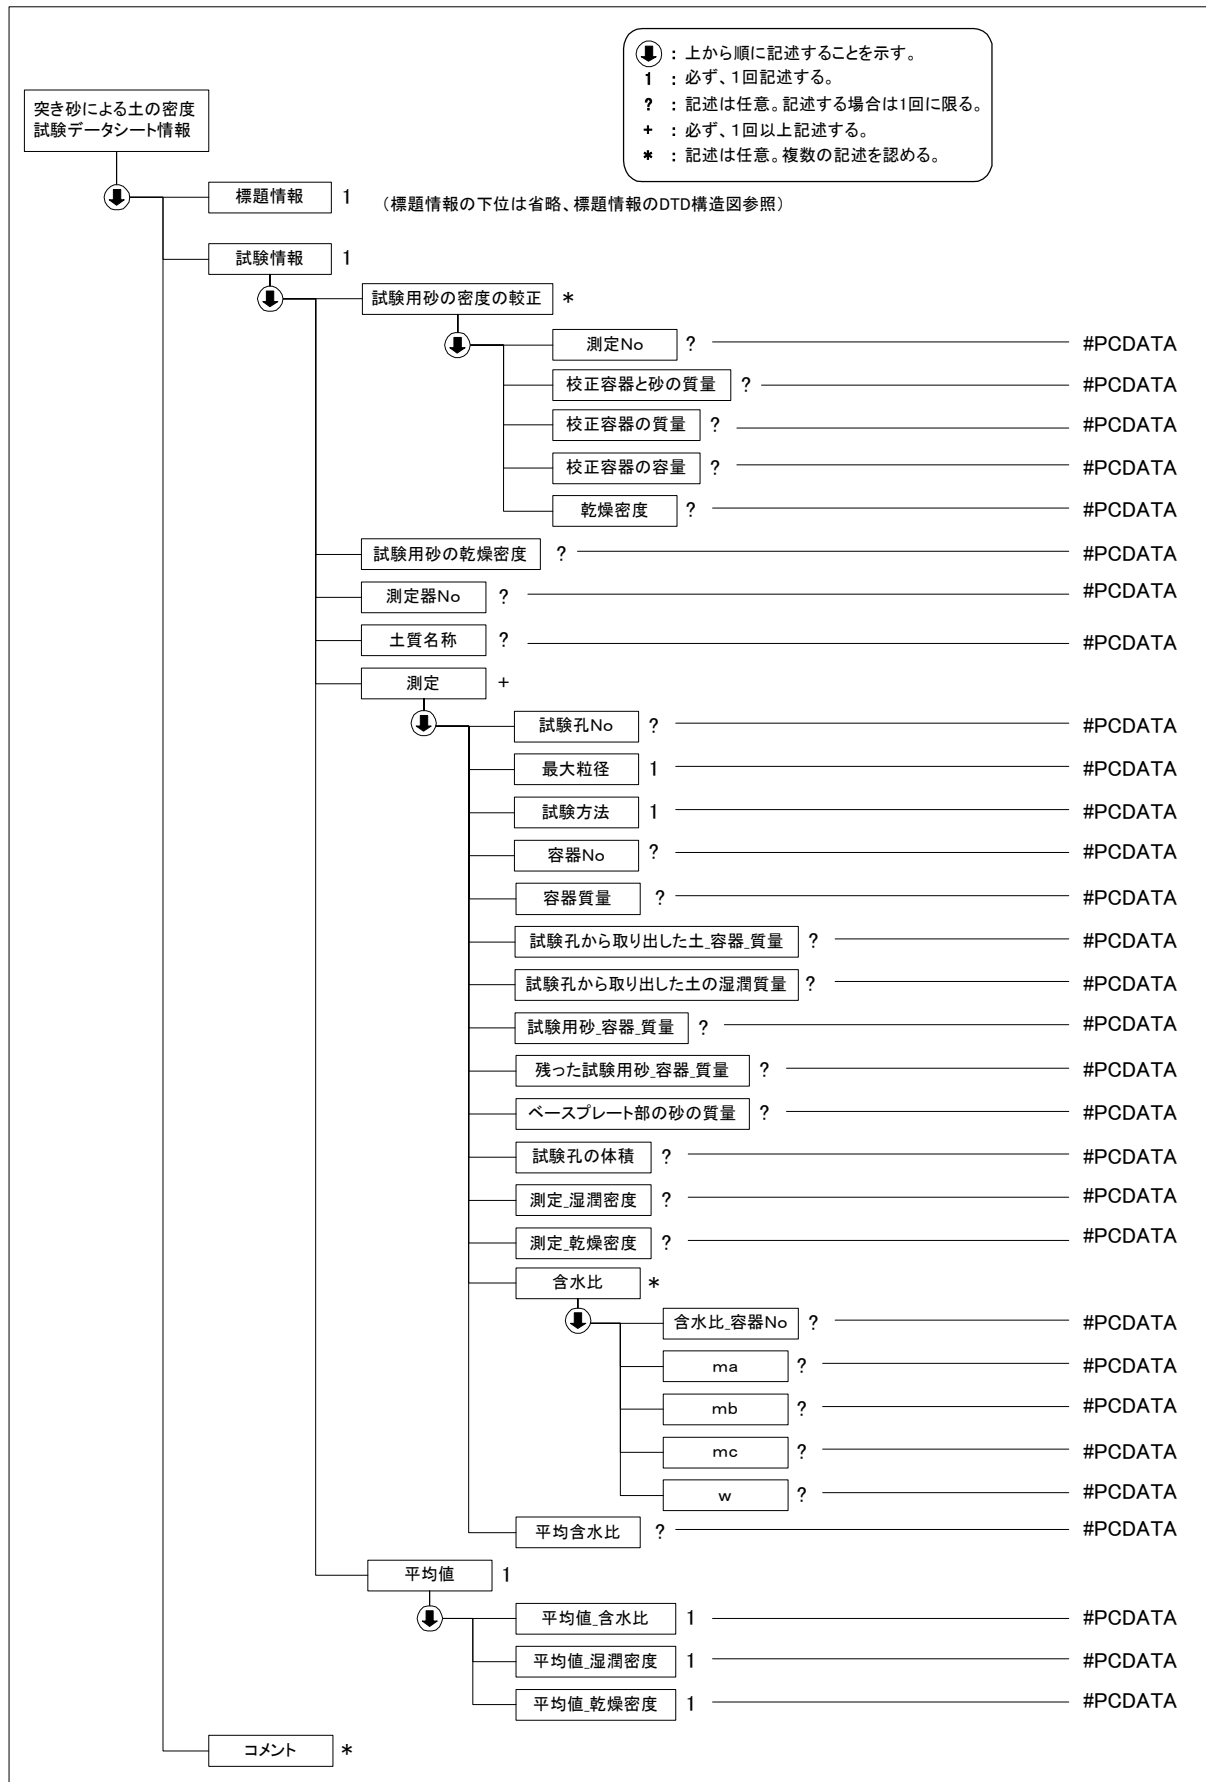 : 上から順に記述することを示す。
1 : 必ず、1回記述する。
? : 記述は任意。記述する場合は1回に限る。
+ : 必ず、1回以上記述する。
* : 記述は任意。複数の記述を認める。
突き砂による土の密度
試験データシート情報
標題情報 1 (標題情報の下位は省略、標題情報のDTD構造図参照)
試験情報 1
試験用砂の密度の較正 *
測定No ? #PCDATA
校正容器と砂の質量 ? #PCDATA
校正容器の質量 ? #PCDATA
校正容器の容量 ? #PCDATA
乾燥密度 ? #PCDATA
試験用砂の乾燥密度 ? #PCDATA
測定器No ? #PCDATA
土質名称 ? #PCDATA
測定 +
試験孔No ? #PCDATA
最大粒径 1 #PCDATA
試験方法 1 #PCDATA
容器No ? #PCDATA
容器質量 ? #PCDATA
試験孔から取り出した土_容器_質量 ? #PCDATA
試験孔から取り出した土の湿潤質量 ? #PCDATA
試験用砂_容器_質量 ? #PCDATA
残った試験用砂_容器_質量 ? #PCDATA
ベースプレート部の砂の質量 ? #PCDATA
試験孔の体積 ? #PCDATA
測定_湿潤密度 ? #PCDATA
測定_乾燥密度 ? #PCDATA
含水比 *
含水比_容器No ? #PCDATA
ma ? #PCDATA
mb ? #PCDATA
mc ? #PCDATA
w ? #PCDATA
平均含水比 ? #PCDATA
平均値 1
平均値_含水比 1 #PCDATA
平均値_湿潤密度 1 #PCDATA
平均値_乾燥密度 1 #PCDATA
コメント *